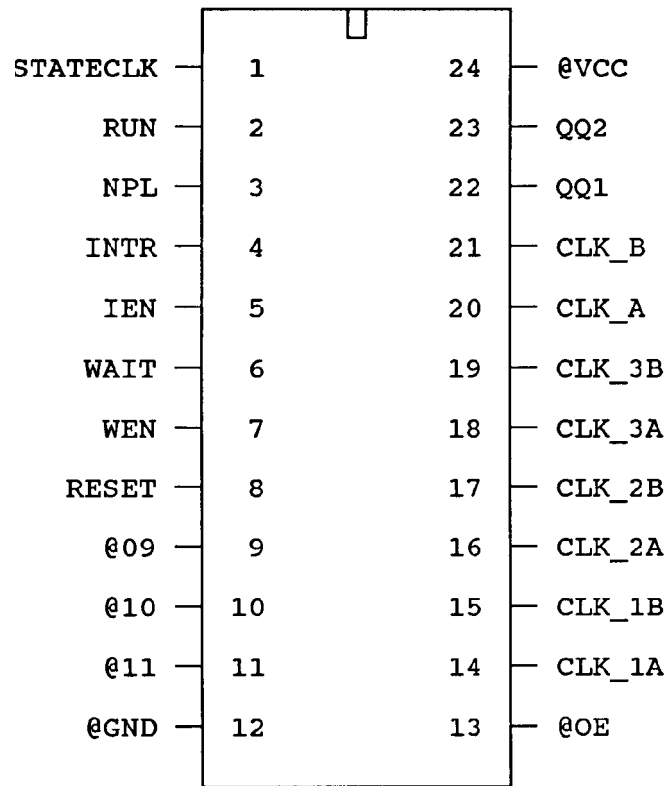 STATECLK 1 24 @VCC
RUN 2 23 QQ2
NPL 3 22 QQ1
INTR 4 21 CLK_B
IEN 5 20 CLK_A
WAIT 6 19 CLK_3B
WEN 7 18 CLK_3A
RESET 8 17 CLK_2B
@09 9 16 CLK_2A
@10 10 15 CLK_1B
@11 11 14 CLK_1A
@GND 12 13 @OE